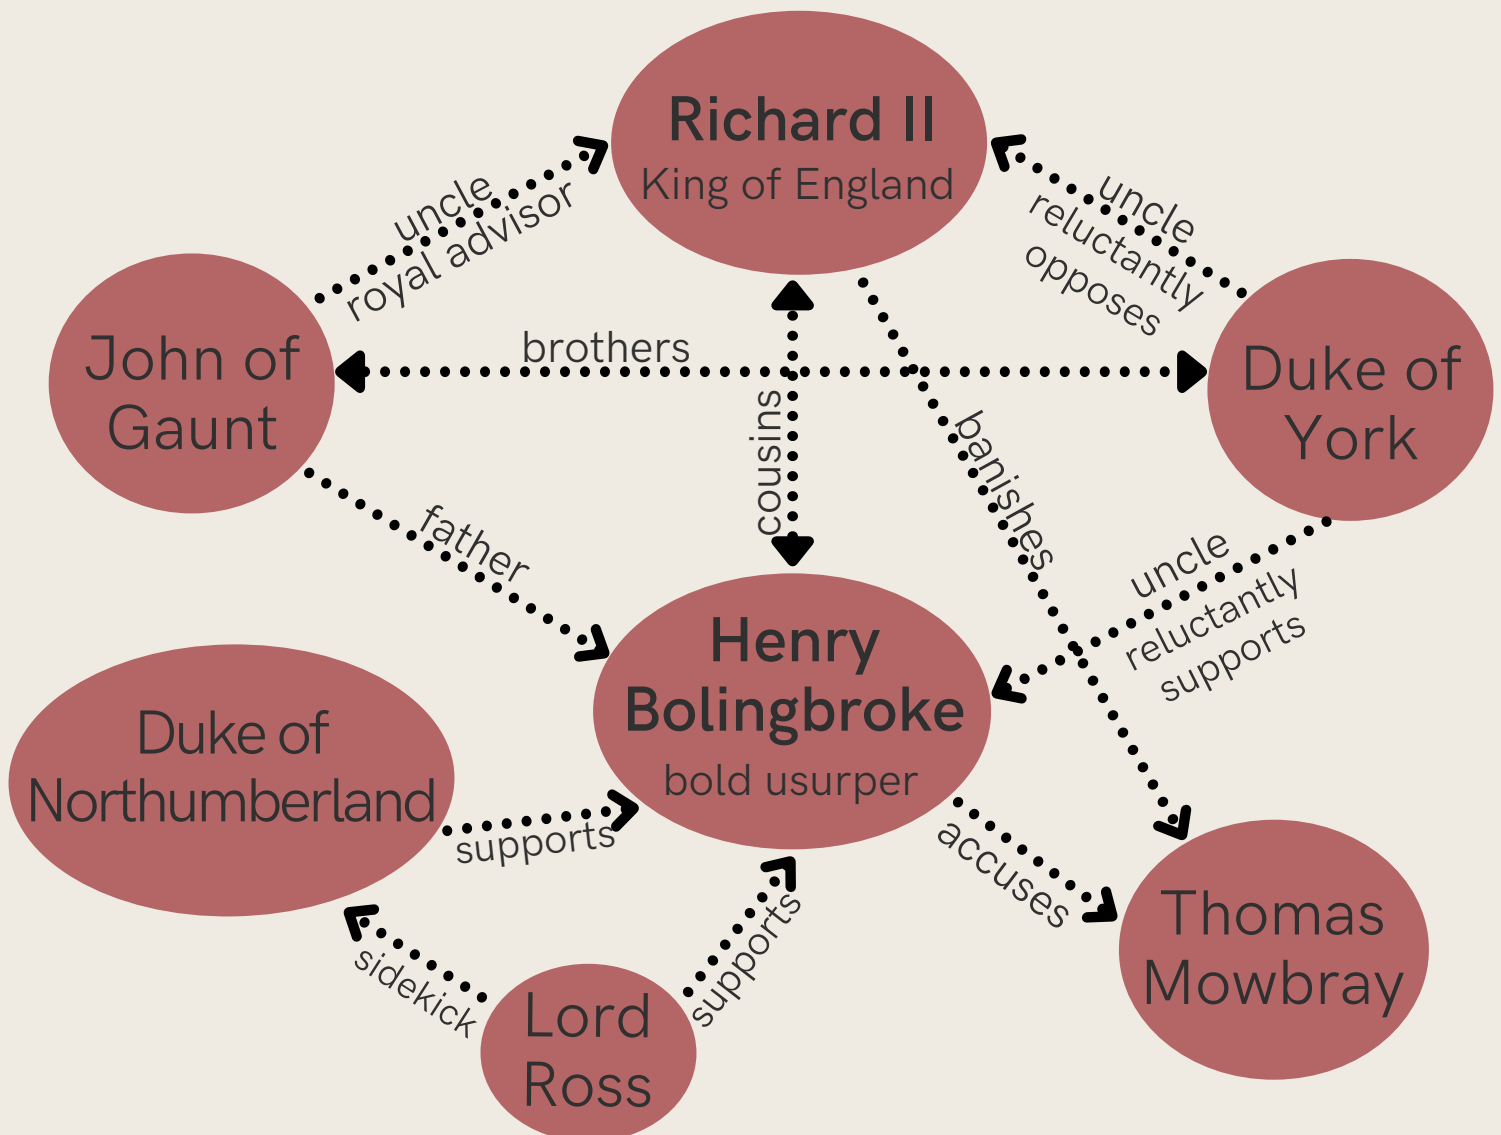 Richard II
King of England
uncle
royal advisor
uncle
reluctantly
opposes
John of
Gaunt
brothers
Duke of
York
cousins
banishes
father
uncle
reluctantly
supports
Henry
Bolingbroke
bold usurper
Duke of
Northumberland
supports
accuses
sidekick
supports
Lord
Ross
Thomas
Mowbray